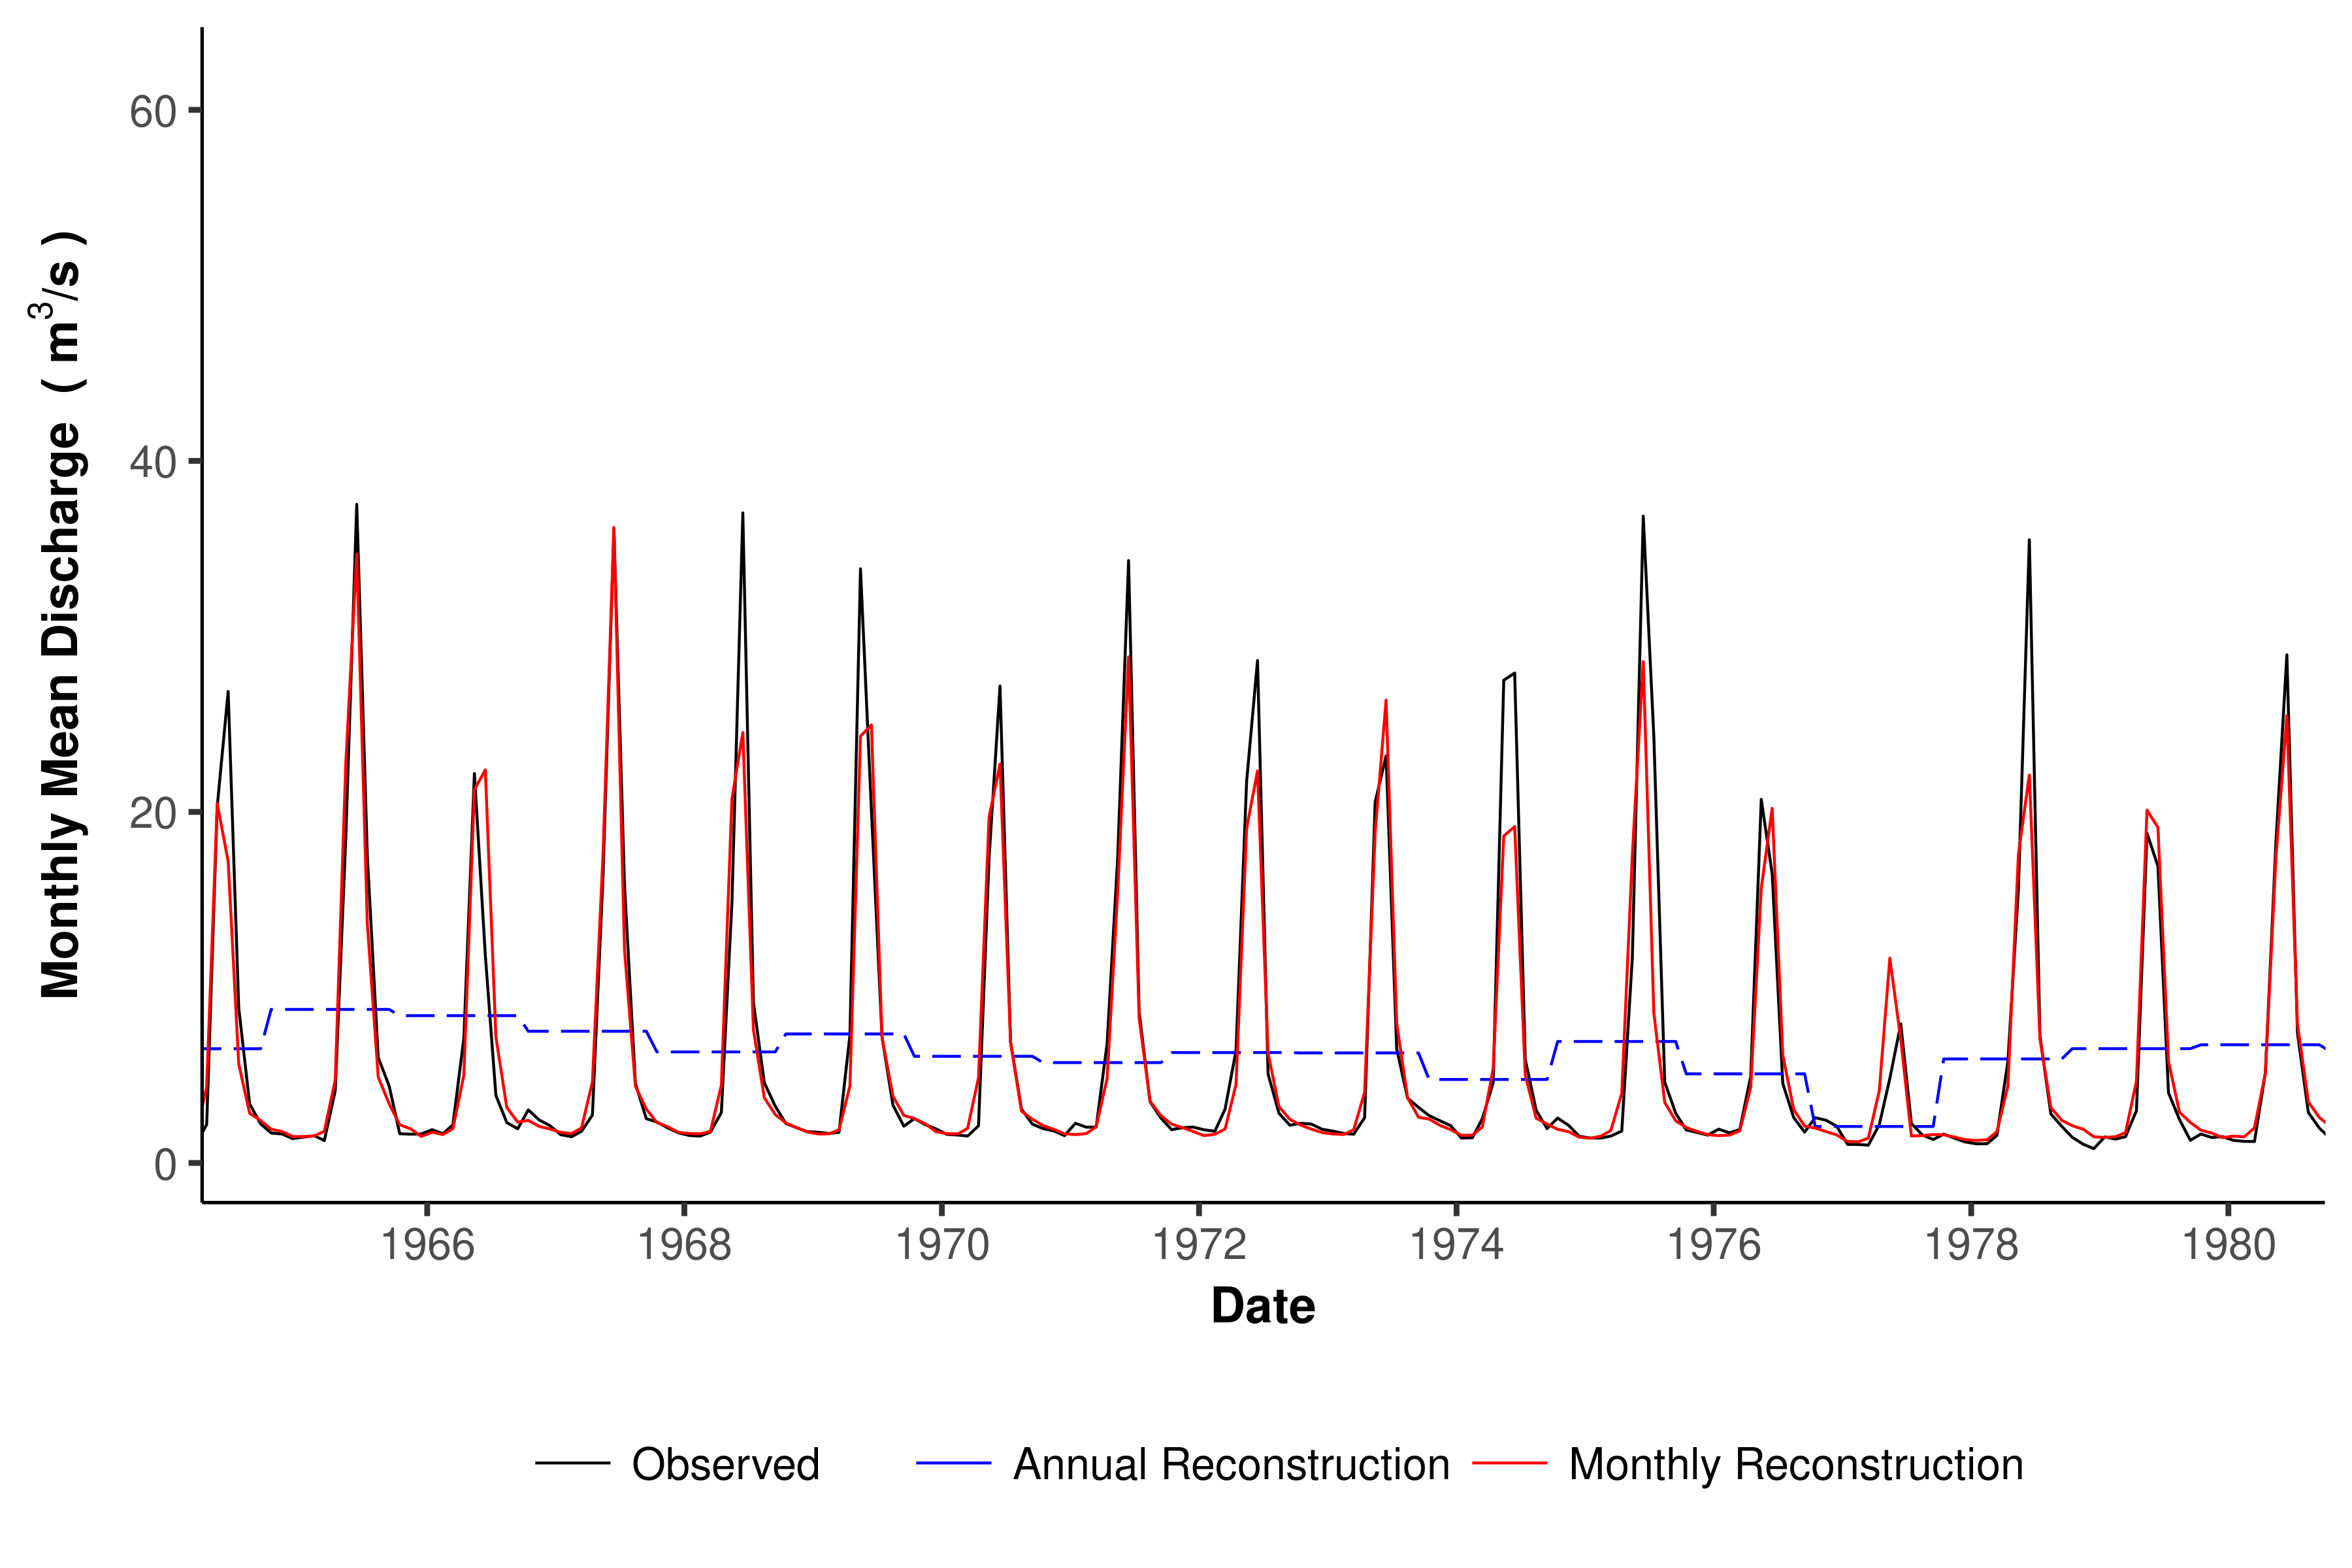 Monthly Mean Discharge ( m³/s )
60
40
20
0
1966 1968 1970 1972 1974 1976 1978 1980
Date
Observed Annual Reconstruction Monthly Reconstruction